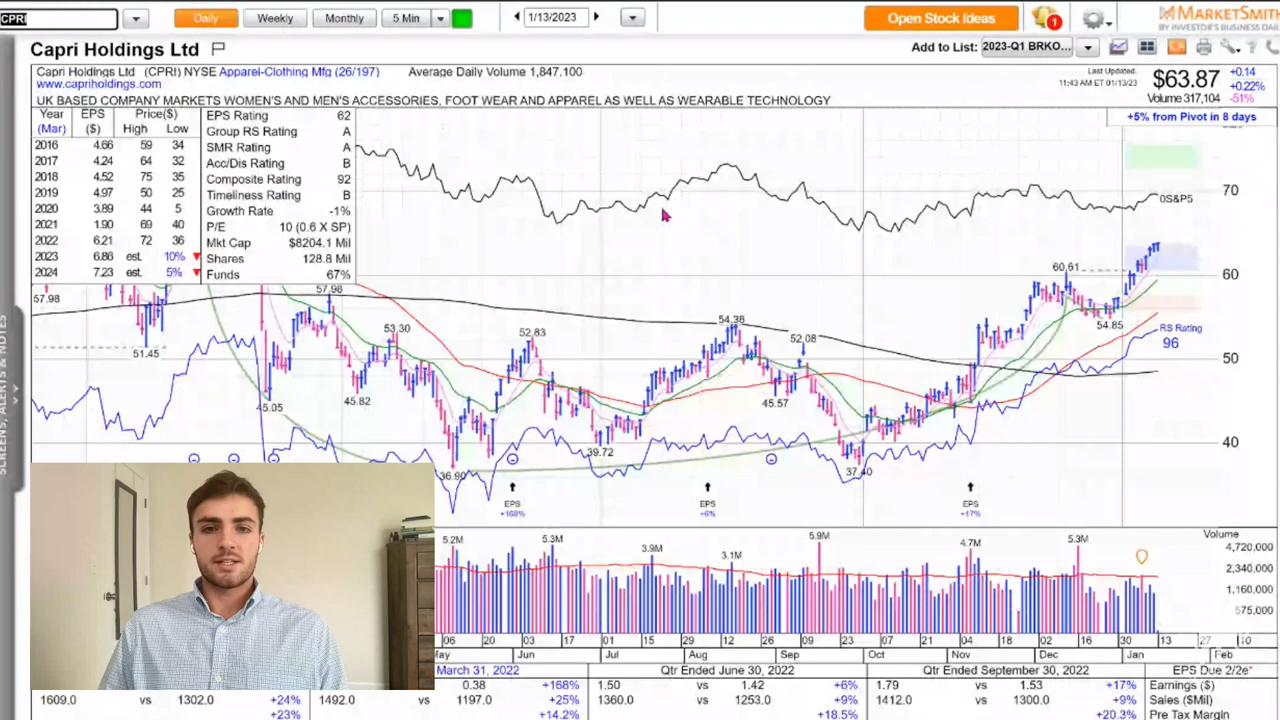 CPRI
Daily
Weekly
Monthly
5 Min
1/13/2023
Open Stock Ideas
1
MARKETSMITH
BY INVESTOR'S BUSINESS DAILY
Capri Holdings Ltd
Add to List:
2023-Q1 BRKO...
Capri Holdings Ltd (CPRI) NYSE Apparel-Clothing Mfg (26/197) Average Daily Volume 1,847,100
www.capriholdings.com
Last Updated:
11:43 AM ET 01/13/23
$63.87
+0.14
+0.22%
Volume 317,104 -51%
UK BASED COMPANY MARKETS WOMEN'S AND MEN'S ACCESSORIES, FOOT WEAR AND APPAREL AS WELL AS WEARABLE TECHNOLOGY
+5% from Pivot in 8 days
Year EPS Price($)
(Mar) ($) High Low
2016 4.66 59 34
2017 4.24 64 32
2018 4.52 75 35
2019 4.97 50 25
2020 3.89 44 5
2021 1.90 69 40
2022 6.21 72 36
2023 6.86 est. 10%
2024 7.23 est. 5%
EPS Rating 62
Group RS Rating A
SMR Rating A
Acc/Dis Rating B
Composite Rating 92
Timeliness Rating B
Growth Rate -1%
P/E 10 (0.6 X SP)
Mkt Cap $8204.1 Mil
Shares 128.8 Mil
Funds 67%
70
0S&P5
60.61
60
57.98
57.98
54.85
54.36
53.30
52.83
52.08
RS Rating
96
51.45
50
45.05
45.82
45.57
40
39.72
36.90
37.40
EPS
+168%
EPS
+6%
EPS
+17%
SCREENS, ALERTS & NOTES
Volume
5.2M
5.3M
3.9M
3.1M
5.9M
4.7M
5.3M
4,720,000
2,340,000
1,160,000
575,000
06 20 03 17 01 15 29 12 26 09 23 07 21 04 18 02 16 30 13 27 10
May Jun Jul Aug Sep Oct Nov Dec Jan Feb
March 31, 2022 Qtr Ended June 30, 2022 Qtr Ended September 30, 2022 EPS Due 2/2e*
0.38 +168% 1.50 vs 1.42 +6% 1.79 vs 1.53 +17% Earnings ($)
1609.0 vs 1302.0 +24% 1492.0 vs 1197.0 +25% 1360.0 vs 1253.0 +9% 1412.0 vs 1300.0 +9% Sales ($Mil)
+23% +14.2% +18.5% +20.3% Pre Tax Margin